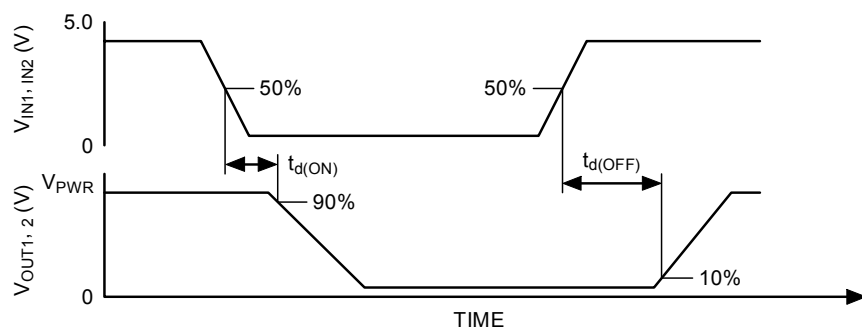 5.0
V_IN1, IN2 (V)
50%
50%
0
t_d(ON)
t_d(OFF)
V_PWR
V_OUT1, 2 (V)
90%
10%
0
TIME